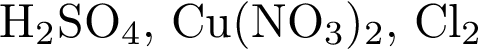 H₂SO₄, Cu(NO₃)₂, Cl₂